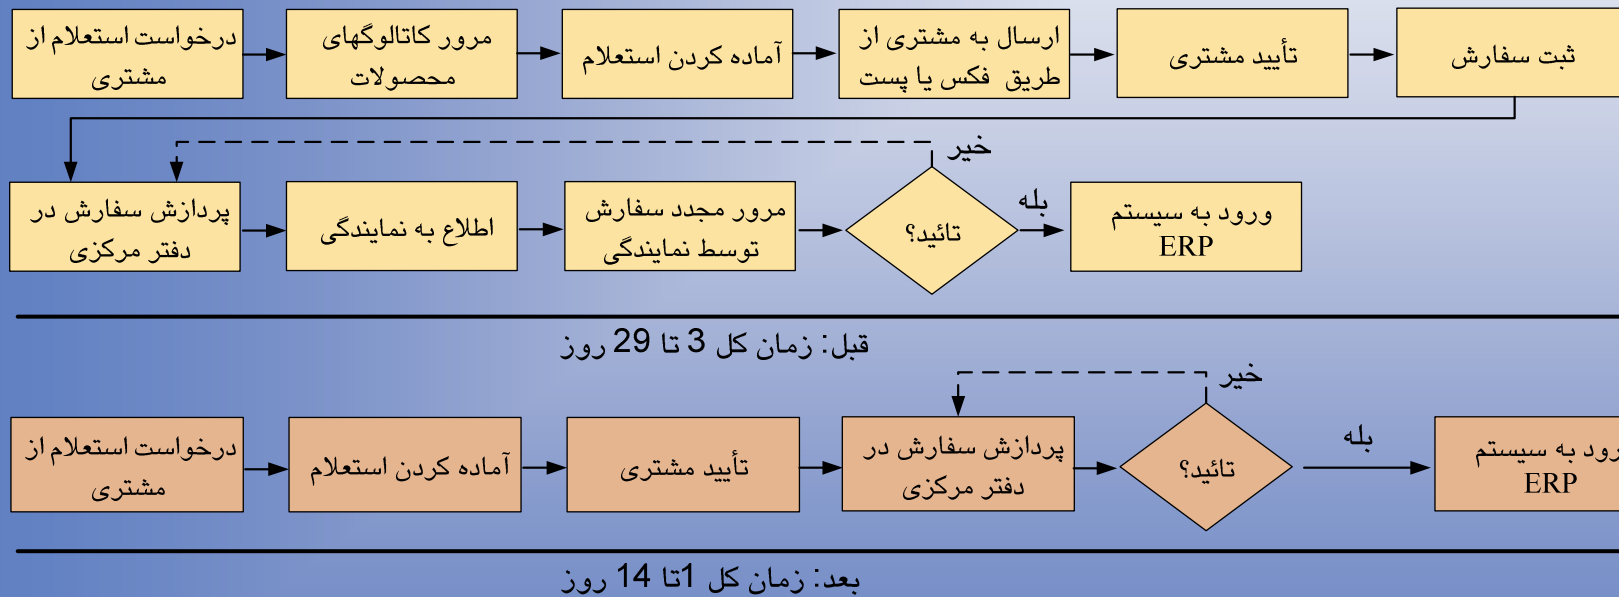 درخواست استعلام از
مشتری
مرور کاتالوگهای
محصولات
آماده کردن استعلام
ارسال به مشتری از
طریق فکس یا پست
تأیید مشتری
ثبت سفارش
خیر
پردازش سفارش در
دفتر مرکزی
اطلاع به نمایندگی
مرور مجدد سفارش
توسط نمایندگی
تائید؟
بله
ورود به سیستم
ERP
قبل: زمان کل 3 تا 29 روز
خیر
درخواست استعلام از
مشتری
آماده کردن استعلام
تأیید مشتری
پردازش سفارش در
دفتر مرکزی
تائید؟
بله
رود به سیستم
ERP
بعد: زمان کل 1تا 14 روز